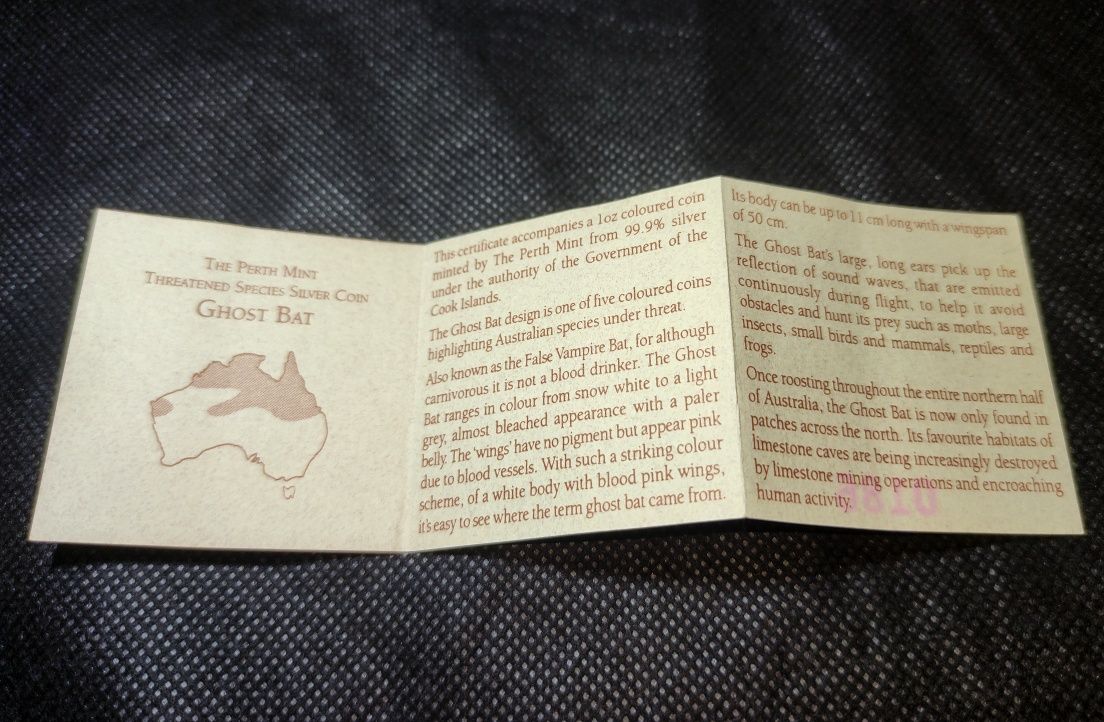 THE PERTH MINT
THREATENED SPECIES SILVER COIN
GHOST BAT
This certificate accompanies a 1oz coloured coin
minted by The Perth Mint from 99.9% silver
under the authority of the Government of the
Cook Islands.
The Ghost Bat design is one of five coloured coins
highlighting Australian species under threat.
Also known as the False Vampire Bat, for although
carnivorous it is not a blood drinker. The Ghost
Bat ranges in colour from snow white to a light
grey, almost bleached appearance with a paler
belly. The 'wings' have no pigment but appear pink
due to blood vessels. With such a striking colour
scheme, of a white body with blood pink wings,
it's easy to see where the term ghost bat came from.
Its body can be up to 11 cm long with a wingspan
of 50 cm.
The Ghost Bat's large, long ears pick up the
reflection of sound waves, that are emitted
continuously during flight, to help it avoid
obstacles and hunt its prey such as moths, large
insects, small birds and mammals, reptiles and
frogs.
Once roosting throughout the entire northern half
of Australia, the Ghost Bat is now only found in
patches across the north. Its favourite habitats of
limestone caves are being increasingly destroyed
by limestone mining operations and encroaching
human activity.